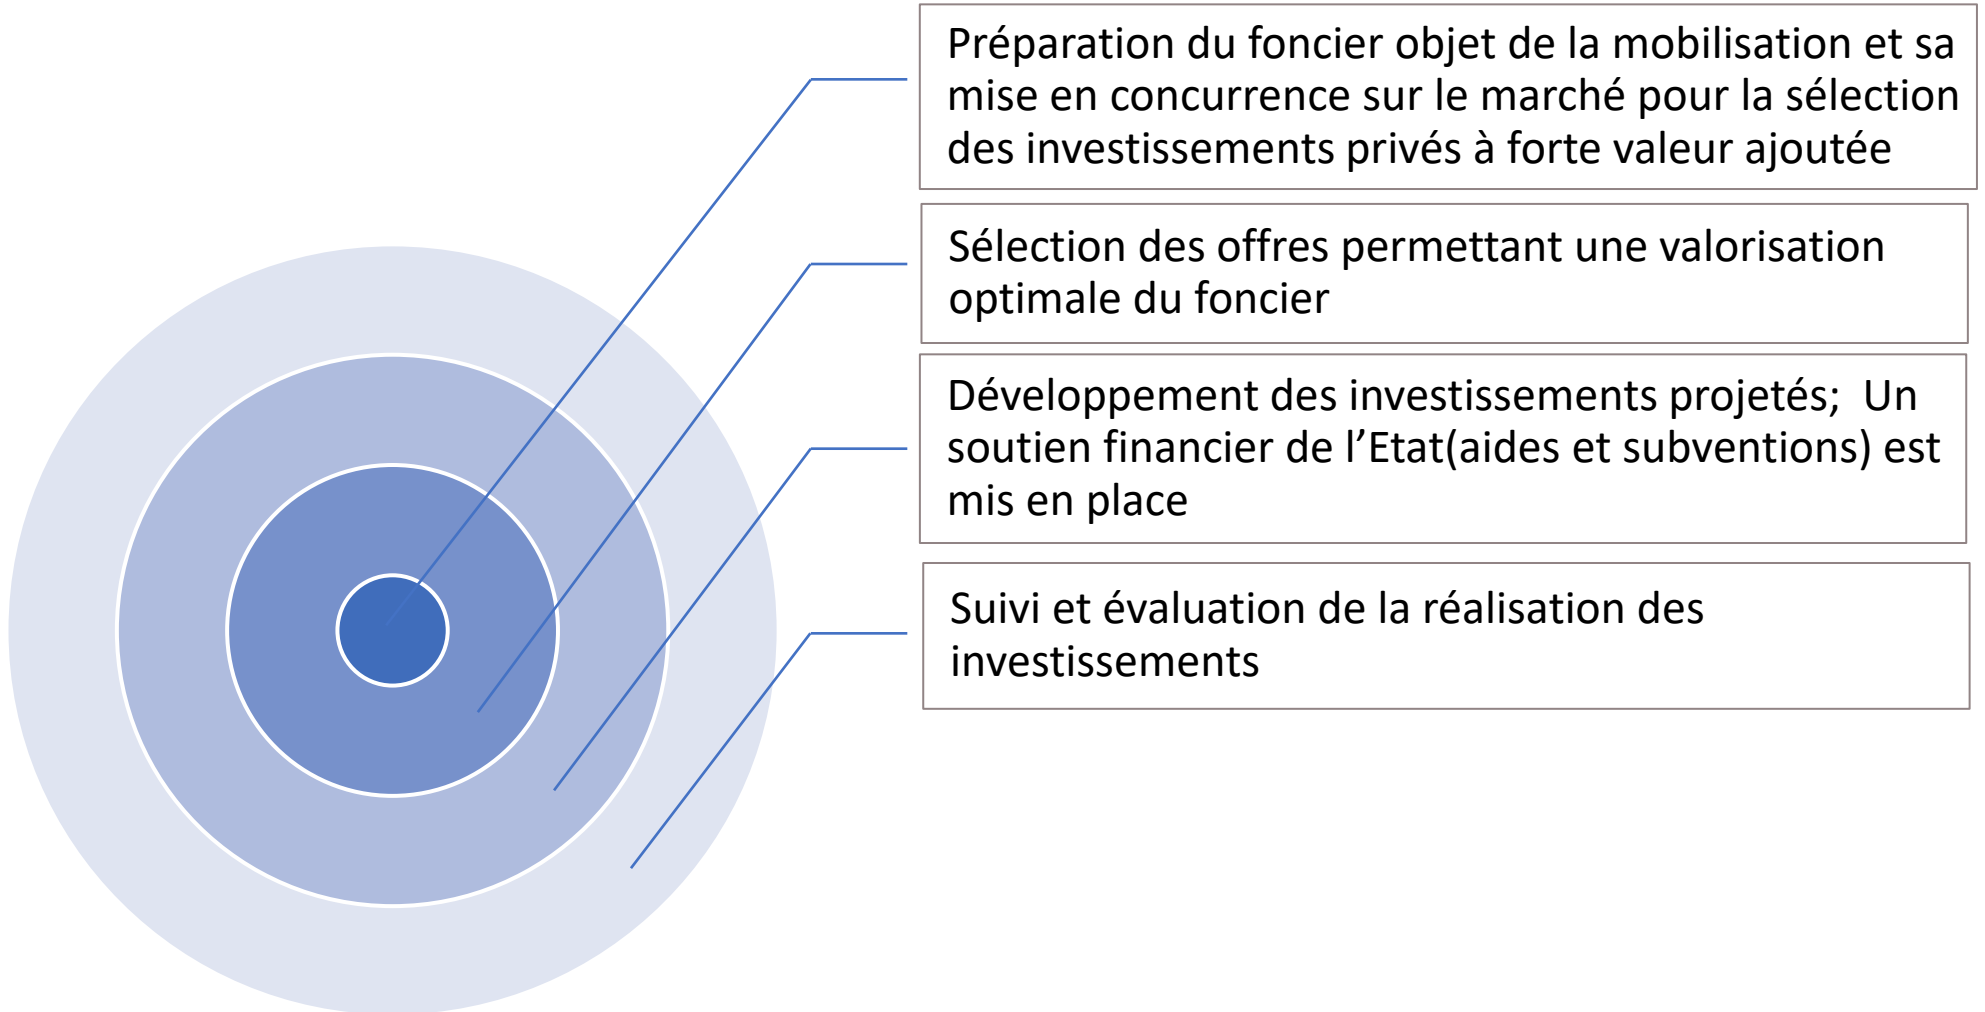 Préparation du foncier objet de la mobilisation et sa
mise en concurrence sur le marché pour la sélection
des investissements privés à forte valeur ajoutée
Sélection des offres permettant une valorisation
optimale du foncier
Développement des investissements projetés;  Un
soutien financier de l’Etat(aides et subventions) est
mis en place
Suivi et évaluation de la réalisation des
investissements